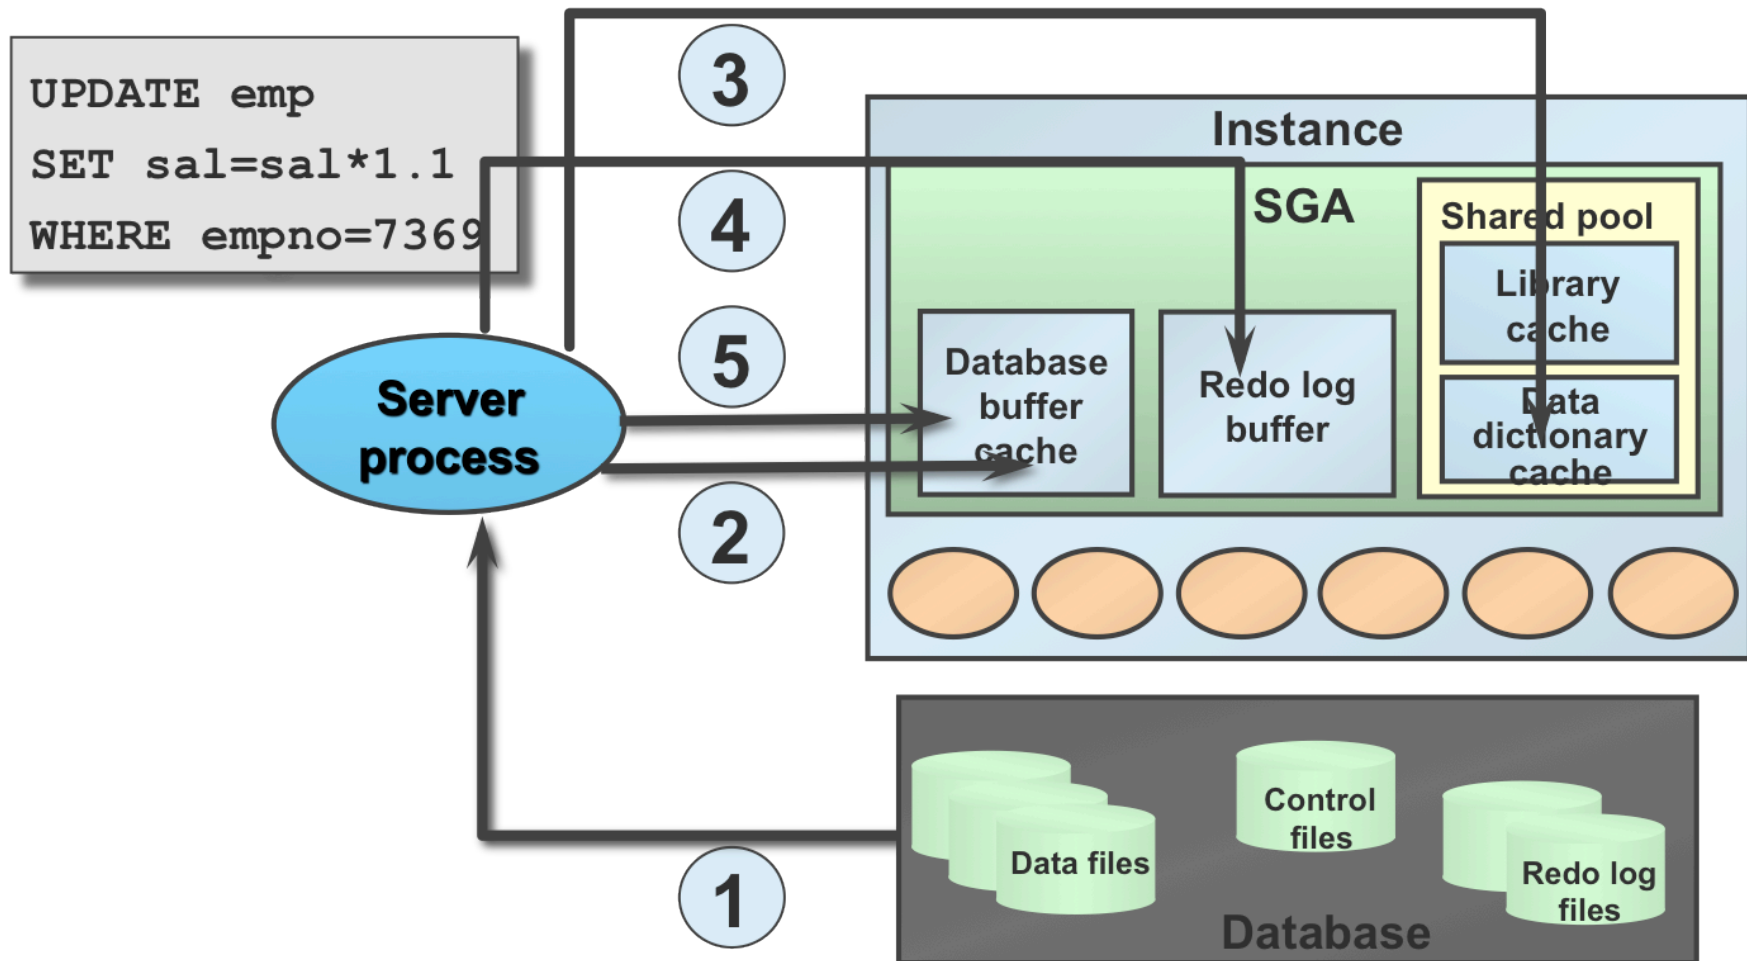 UPDATE emp
SET sal=sal*1.1
WHERE empno=7369
3
4
5
2
1
Server
process
Instance
SGA
Shared pool
Library
cache
Data
dictionary
cache
Database
buffer
cache
Redo log
buffer
Data files
Control
files
Redo log
files
Database